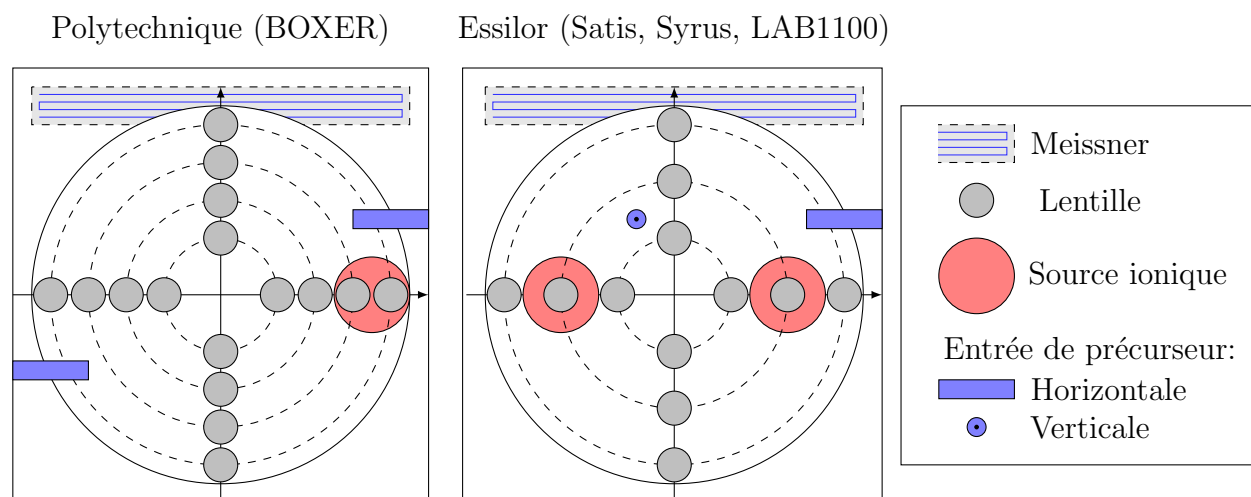 Polytechnique (BOXER)
Essilor (Satis, Syrus, LAB1100)
Meissner
Lentille
Source ionique
Entrée de précurseur:
Horizontale
Verticale